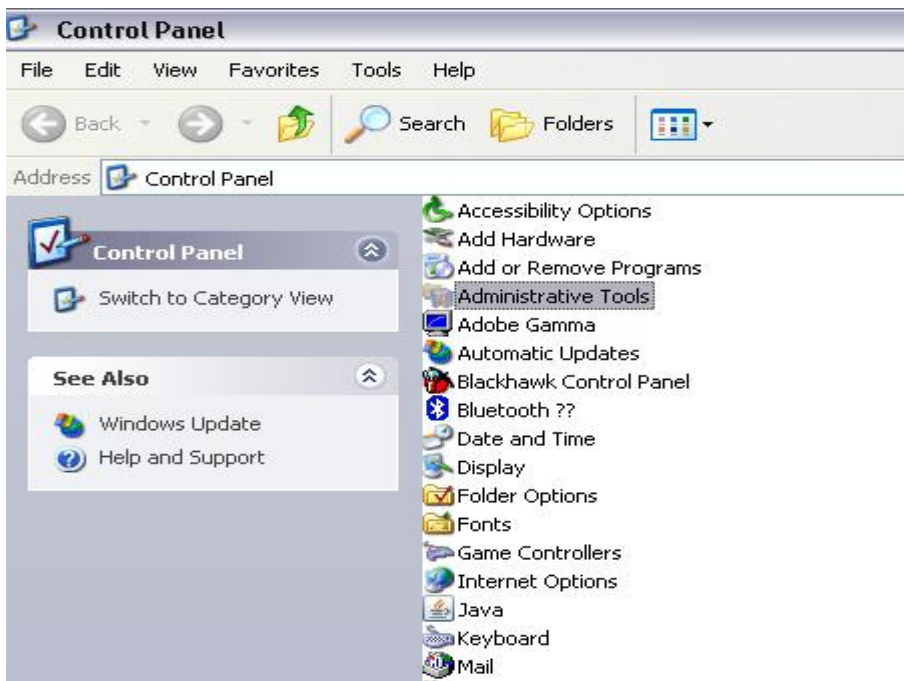 Control Panel
File Edit View Favorites Tools Help
Back Search Folders
Address Control Panel
Control Panel
Switch to Category View
See Also
Windows Update
Help and Support
Accessibility Options
Add Hardware
Add or Remove Programs
Administrative Tools
Adobe Gamma
Automatic Updates
Blackhawk Control Panel
Bluetooth ??
Date and Time
Display
Folder Options
Fonts
Game Controllers
Internet Options
Java
Keyboard
Mail